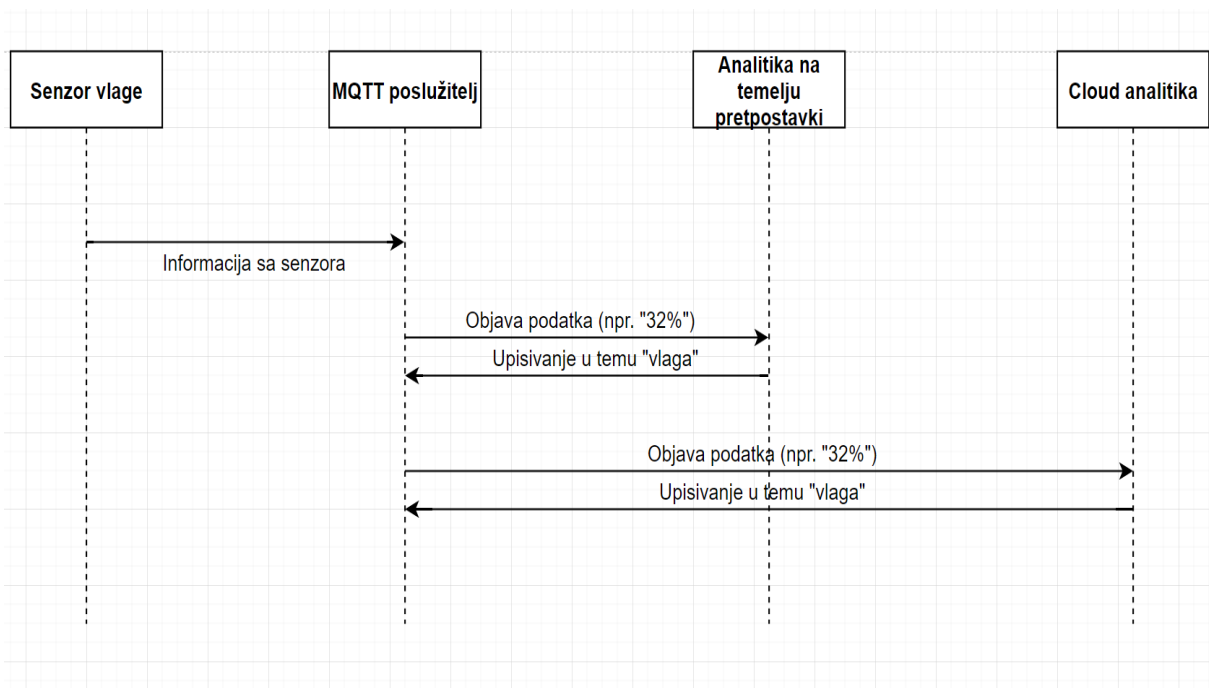 Senzor vlage
MQTT poslužitelj
Analitika na
temelju
pretpostavki
Cloud analitika
Informacija sa senzora
Objava podatka (npr. "32%")
Upisivanje u temu "vlaga"
Objava podatka (npr. "32%")
Upisivanje u temu "vlaga"